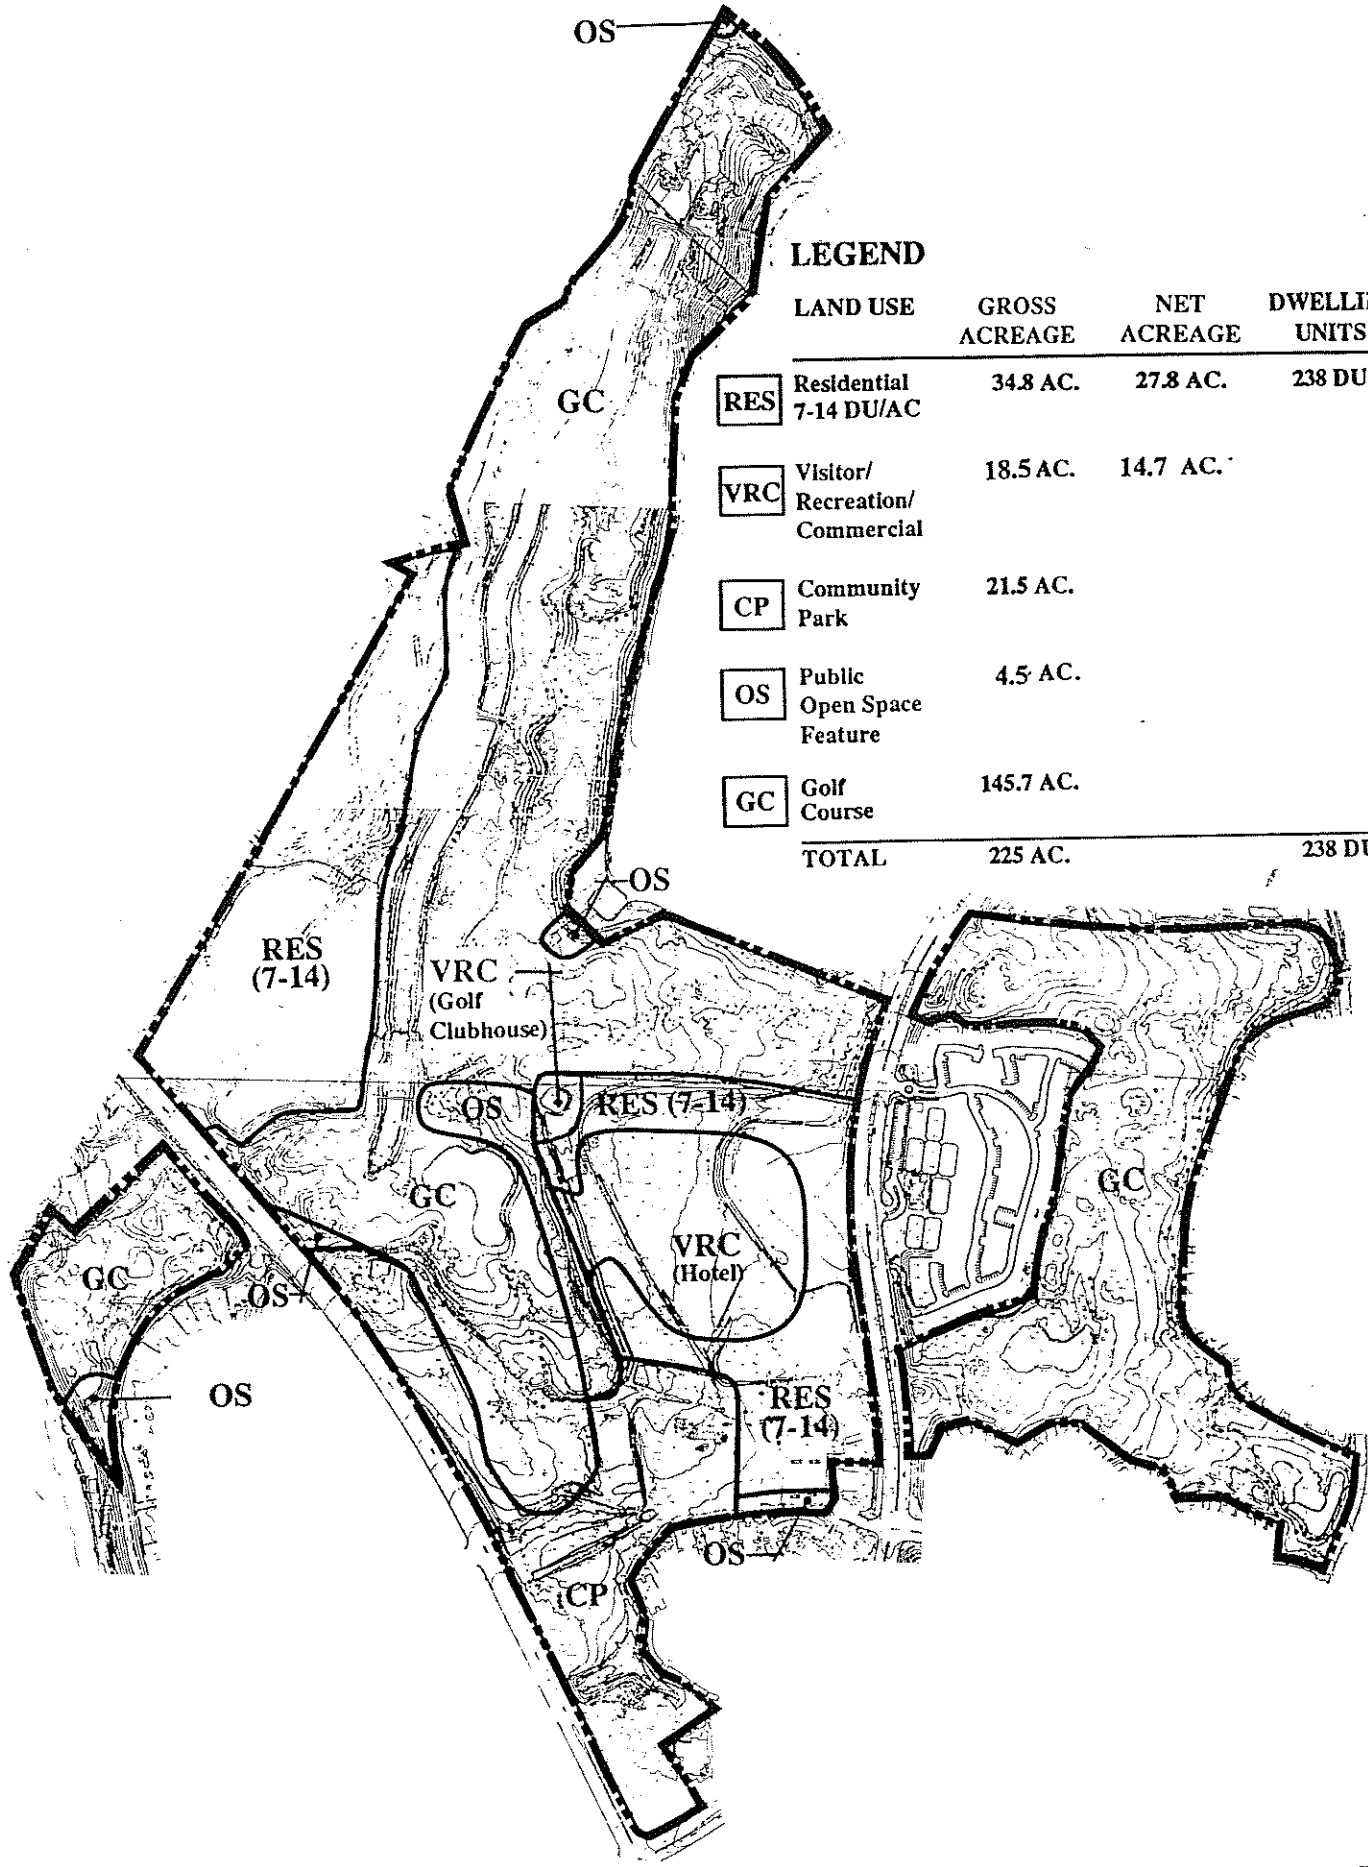 OS
LEGEND
LAND USE GROSS ACREAGE NET ACREAGE DWELLI UNITS
RES Residential 7-14 DU/AC 34.8 AC. 27.8 AC. 238 DU
VRC Visitor/ Recreation/ Commercial 18.5 AC. 14.7 AC.
CP Community Park 21.5 AC.
OS Public Open Space Feature 4.5 AC.
GC Golf Course 145.7 AC.
TOTAL 225 AC. 238 DU
GC
OS
RES
(7-14)
VRC
(Golf
Clubhouse)
OS
RES (7-14)
GC
GC
VRC
(Hotel)
GC
OS
OS
RES
(7-14)
OS
CP